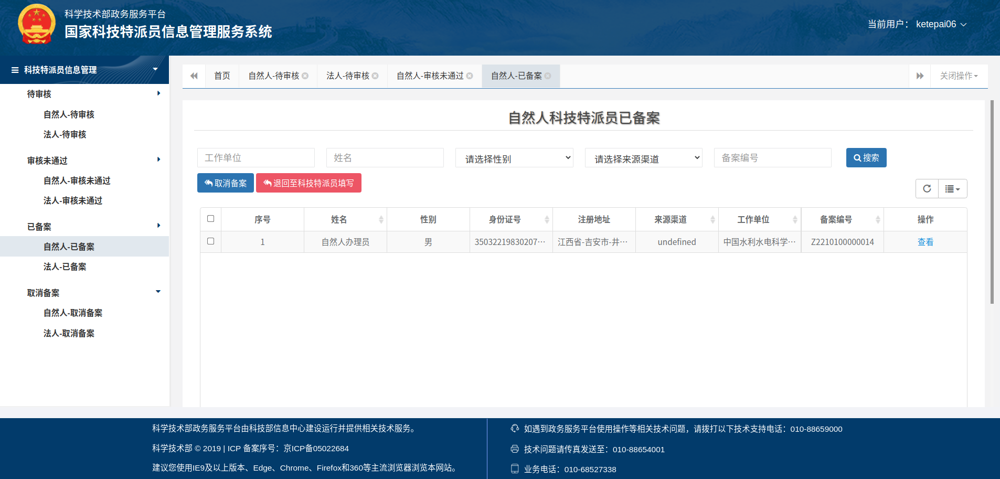 科学技术部政务服务平台
国家科技特派员信息管理服务系统
当前用户： ketepai06
科技特派员信息管理
待审核
自然人-待审核
法人-待审核
审核未通过
自然人-审核未通过
法人-审核未通过
已备案
自然人-已备案
法人-已备案
取消备案
自然人-取消备案
法人-取消备案
首页 自然人-待审核 法人-待审核 自然人-审核未通过 自然人-已备案 关闭操作
自然人科技特派员已备案
工作单位 姓名 请选择性别 请选择来源渠道 备案编号 搜索
取消备案 退回至科技特派员填写
序号 姓名 性别 身份证号 注册地址 来源渠道 工作单位 备案编号 操作
1 自然人办理员 男 35032219830207… 江西省-吉安市-井… undefined 中国水利水电科学… Z2210100000014 查看
科学技术部政务服务平台由科技部信息中心建设运行并提供相关技术服务。
科学技术部 © 2019 | ICP 备案序号：京ICP备05022684
建议您使用IE9及以上版本、Edge、Chrome、Firefox和360等主流浏览器浏览本网站。
如遇到政务服务平台使用操作等相关技术问题，请拨打以下技术支持电话：010-88659000
技术问题请传真发送至：010-88654001
业务电话：010-68527338